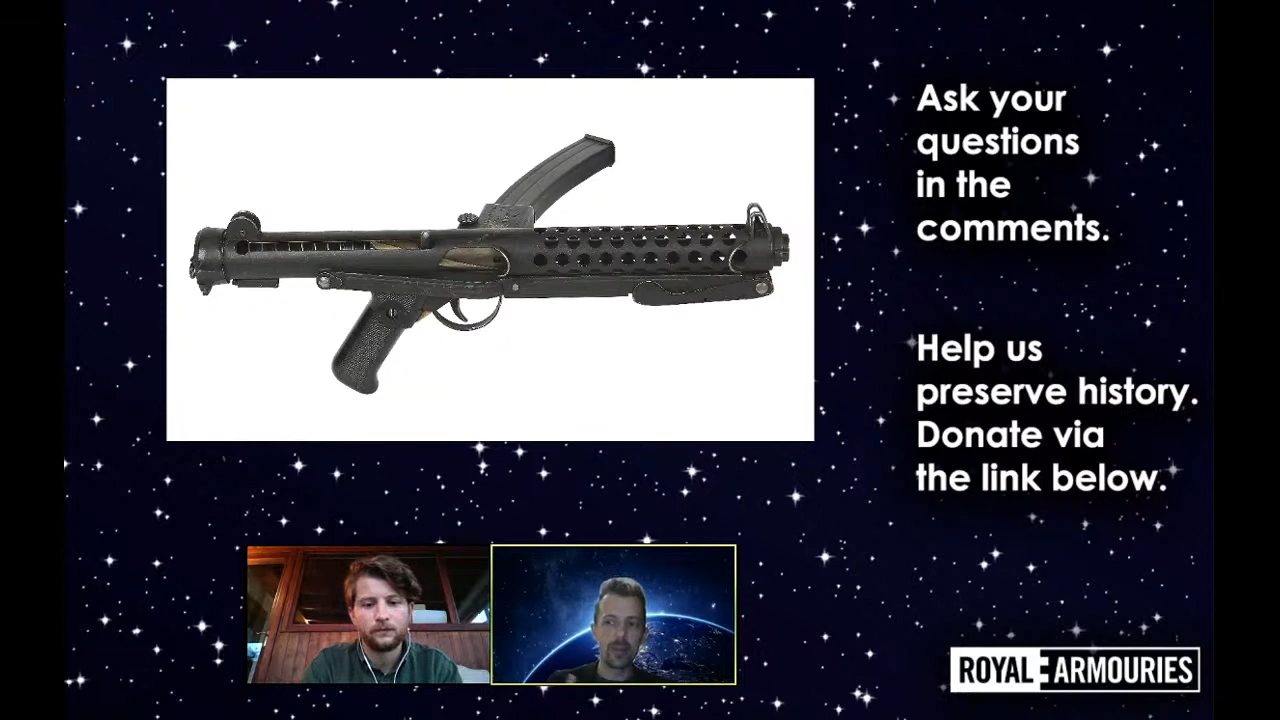 Ask your
questions
in the
comments.
Help us
preserve history.
Donate via
the link below.
ROYAL ARMOURIES